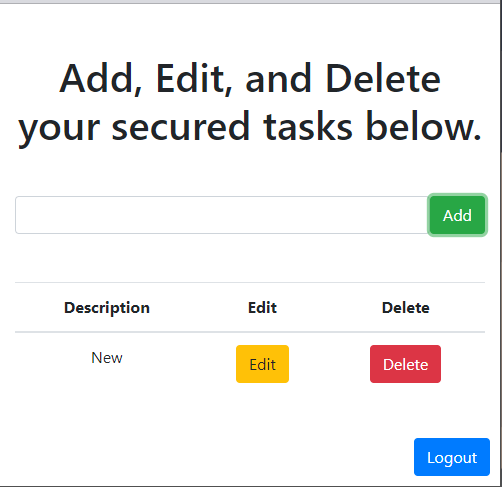 Add, Edit, and Delete
your secured tasks below.
Add
Description Edit Delete
New Edit Delete
Logout